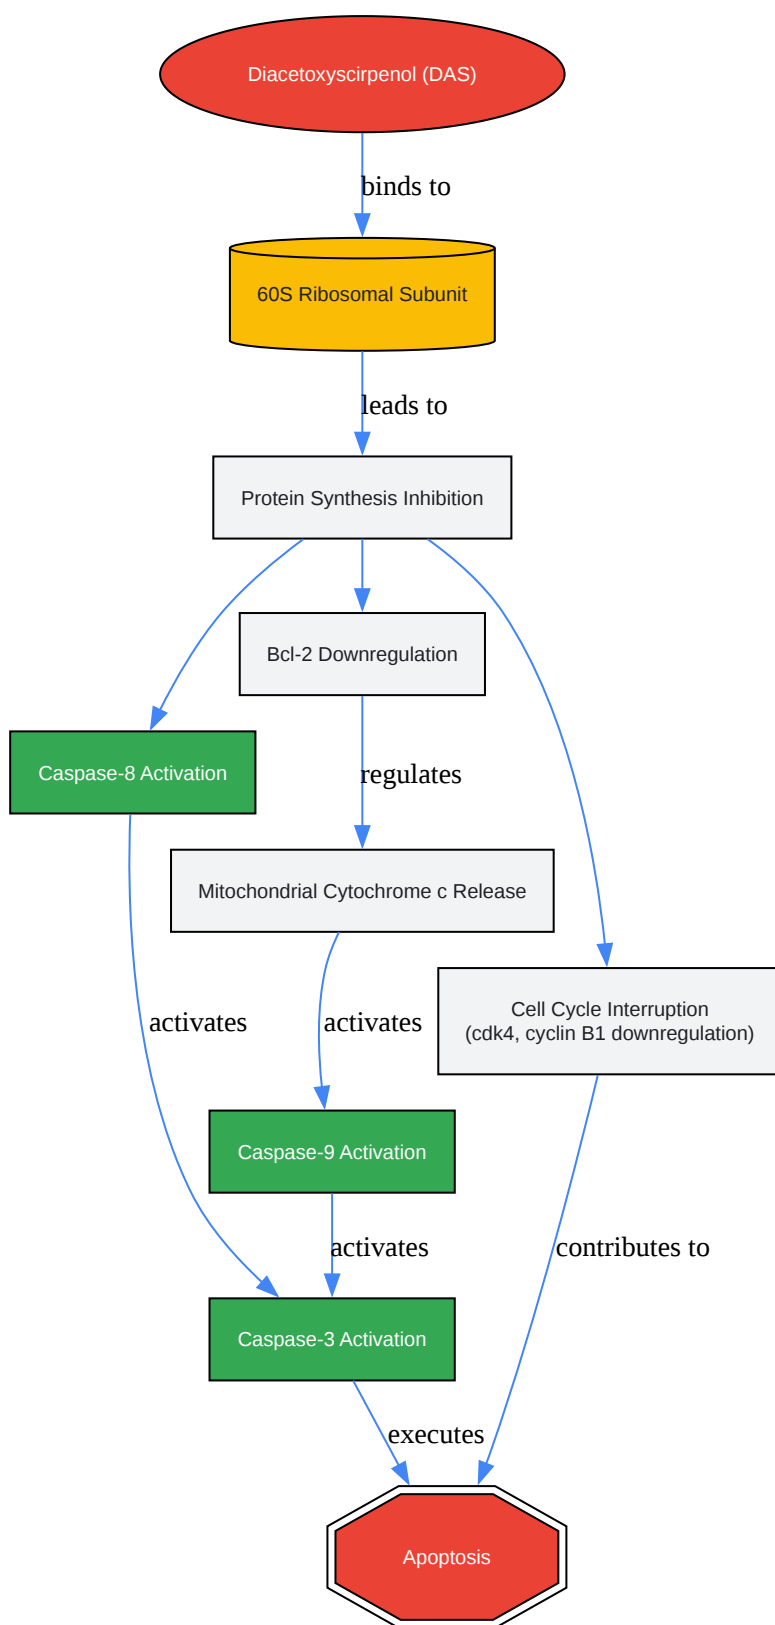 Diacetoxyscirpenol (DAS)
binds to
60S Ribosomal Subunit
leads to
Protein Synthesis Inhibition
Bcl-2 Downregulation
Caspase-8 Activation
regulates
Mitochondrial Cytochrome c Release
Cell Cycle Interruption
(cdk4, cyclin B1 downregulation)
activates
activates
Caspase-9 Activation
activates
contributes to
Caspase-3 Activation
executes
Apoptosis